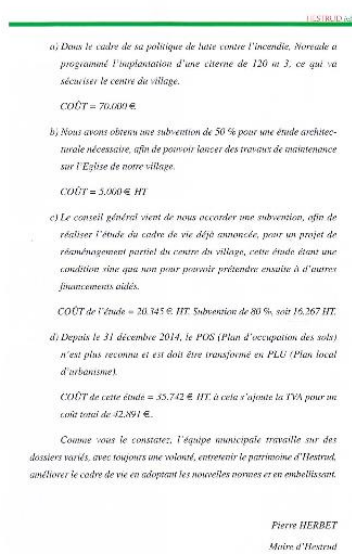 HESTRUD
a) Dans le cadre de sa politique de lutte contre l'incendie, Noreade a
programmé l'implantation d'une citerne de 120 m 3, ce qui va
sécuriser le centre du village.
COÛT = 70.000 €
b) Nous avons obtenu une subvention de 50 % pour une étude architec-
turale nécessaire, afin de pouvoir lancer des travaux de maintenance
sur l'Eglise de notre village.
COÛT = 5.000 € HT
c) Le conseil général vient de nous accorder une subvention, afin de
réaliser l'étude du cadre de vie déjà annoncée, pour un projet de
réaménagement partiel du centre du village, cette étude étant une
condition sine qua non pour pouvoir prétendre ensuite à d'autres
financements aidés.
COÛT de l'étude = 20.345 € HT. Subvention de 80 %, soit 16.267 HT.
d) Depuis le 31 décembre 2014, le POS (Plan d'occupation des sols)
n'est plus reconnu et est doit être transformé en PLU (Plan local
d'urbanisme).
COÛT de cette étude = 35.742 € HT. à cela s'ajoute la TVA pour un
coût total de 42.891 €.
Comme vous le constatez, l'équipe municipale travaille sur des
dossiers variés, avec toujours une volonté, entretenir le patrimoine d'Hestrud,
améliorer le cadre de vie en adoptant les nouvelles normes et en embellissant.
Pierre HERBET
Maire d'Hestrud